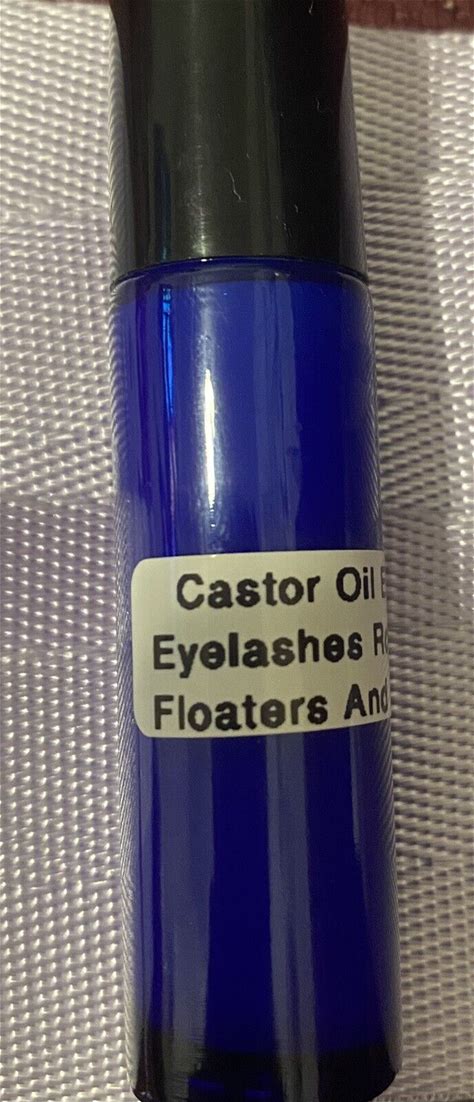 Castor Oil
Eyelashes
Floaters And